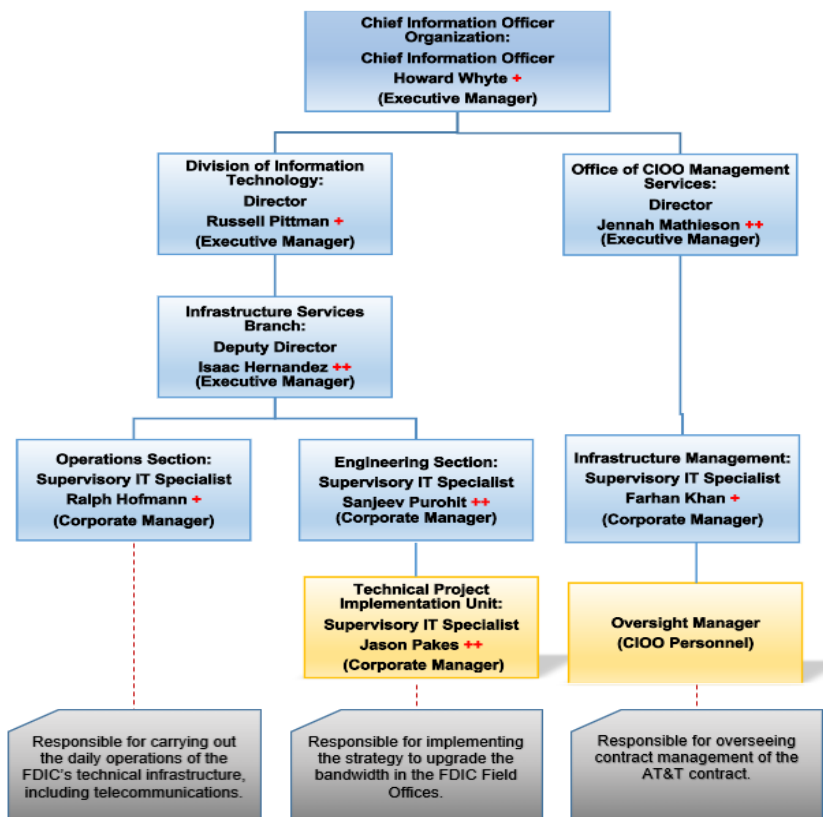 Chief Information Officer
Organization:
Chief Information Officer
Howard Whyte +
(Executive Manager)
Division of Information
Technology:
Director
Russell Pittman +
(Executive Manager)
Office of CIOO Management
Services:
Director
Jennah Mathieson ++
(Executive Manager)
Infrastructure Services
Branch:
Deputy Director
Isaac Hernandez ++
(Executive Manager)
Operations Section:
Supervisory IT Specialist
Ralph Hofmann +
(Corporate Manager)
Engineering Section:
Supervisory IT Specialist
Sanjeev Purohit ++
(Corporate Manager)
Infrastructure Management:
Supervisory IT Specialist
Farhan Khan +
(Corporate Manager)
Technical Project
Implementation Unit:
Supervisory IT Specialist
Jason Pakes ++
(Corporate Manager)
Oversight Manager
(CIOO Personnel)
Responsible for carrying out
the daily operations of the
FDIC's technical infrastructure,
including telecommunications.
Responsible for implementing
the strategy to upgrade the
bandwidth in the FDIC Field
Offices.
Responsible for overseeing
contract management of the
AT&T contract.